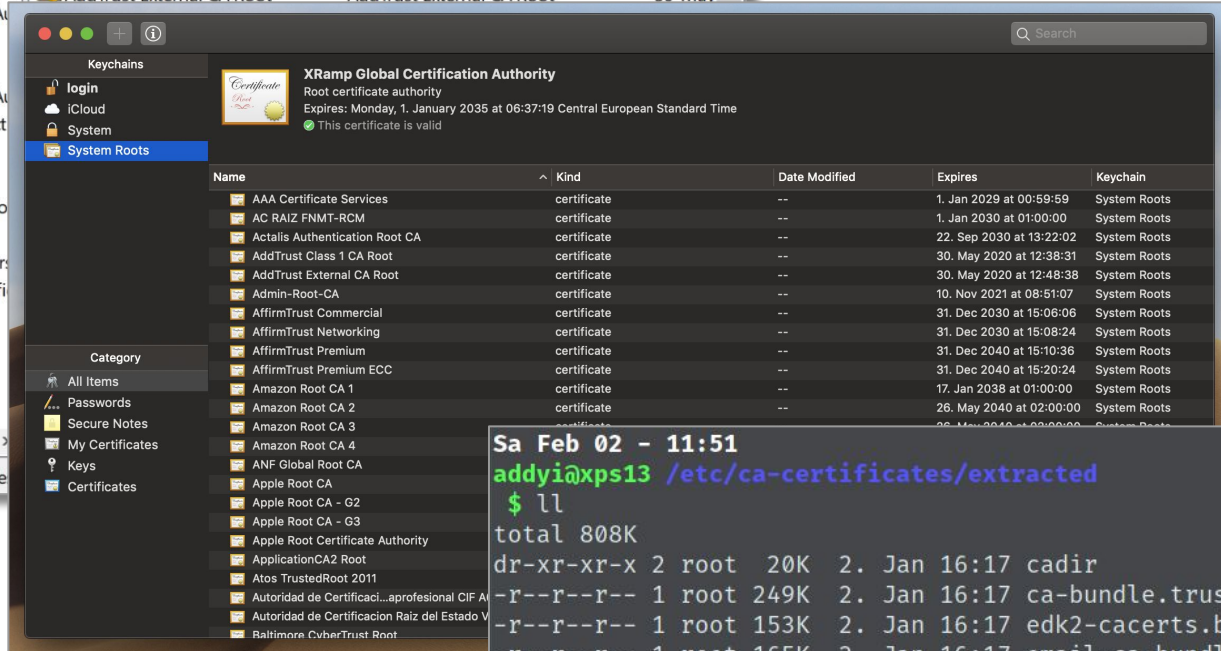 Search
Keychains
login
iCloud
System
System Roots
Certificate
Root
XRamp Global Certification Authority
Root certificate authority
Expires: Monday, 1. January 2035 at 06:37:19 Central European Standard Time
This certificate is valid
Name Kind Date Modified Expires Keychain
AAA Certificate Services certificate -- 1. Jan 2029 at 00:59:59 System Roots
AC RAIZ FNMT-RCM certificate -- 1. Jan 2030 at 01:00:00 System Roots
Actalis Authentication Root CA certificate -- 22. Sep 2030 at 13:22:02 System Roots
AddTrust Class 1 CA Root certificate -- 30. May 2020 at 12:38:31 System Roots
AddTrust External CA Root certificate -- 30. May 2020 at 12:48:38 System Roots
Admin-Root-CA certificate -- 10. Nov 2021 at 08:51:07 System Roots
AffirmTrust Commercial certificate -- 31. Dec 2030 at 15:06:06 System Roots
AffirmTrust Networking certificate -- 31. Dec 2030 at 15:08:24 System Roots
AffirmTrust Premium certificate -- 31. Dec 2040 at 15:10:36 System Roots
AffirmTrust Premium ECC certificate -- 31. Dec 2040 at 15:20:24 System Roots
Amazon Root CA 1 certificate -- 17. Jan 2038 at 01:00:00 System Roots
Amazon Root CA 2 certificate -- 26. May 2040 at 02:00:00 System Roots
Amazon Root CA 3
Amazon Root CA 4
ANF Global Root CA
Apple Root CA
Apple Root CA - G2
Apple Root CA - G3
Apple Root Certificate Authority
ApplicationCA2 Root
Atos TrustedRoot 2011
Autoridad de Certificaci...aprofesional CIF
Autoridad de Certificacion Raiz del Estado V
Baltimore CyberTrust Root
Category
All Items
Passwords
Secure Notes
My Certificates
Keys
Certificates
Sa Feb 02 - 11:51
addyi@xps13 /etc/ca-certificates/extracted
$ ll
total 808K
dr-xr-xr-x 2 root 20K 2. Jan 16:17 cadir
-r--r--r-- 1 root 249K 2. Jan 16:17 ca-bundle.trus
-r--r--r-- 1 root 153K 2. Jan 16:17 edk2-cacerts.b